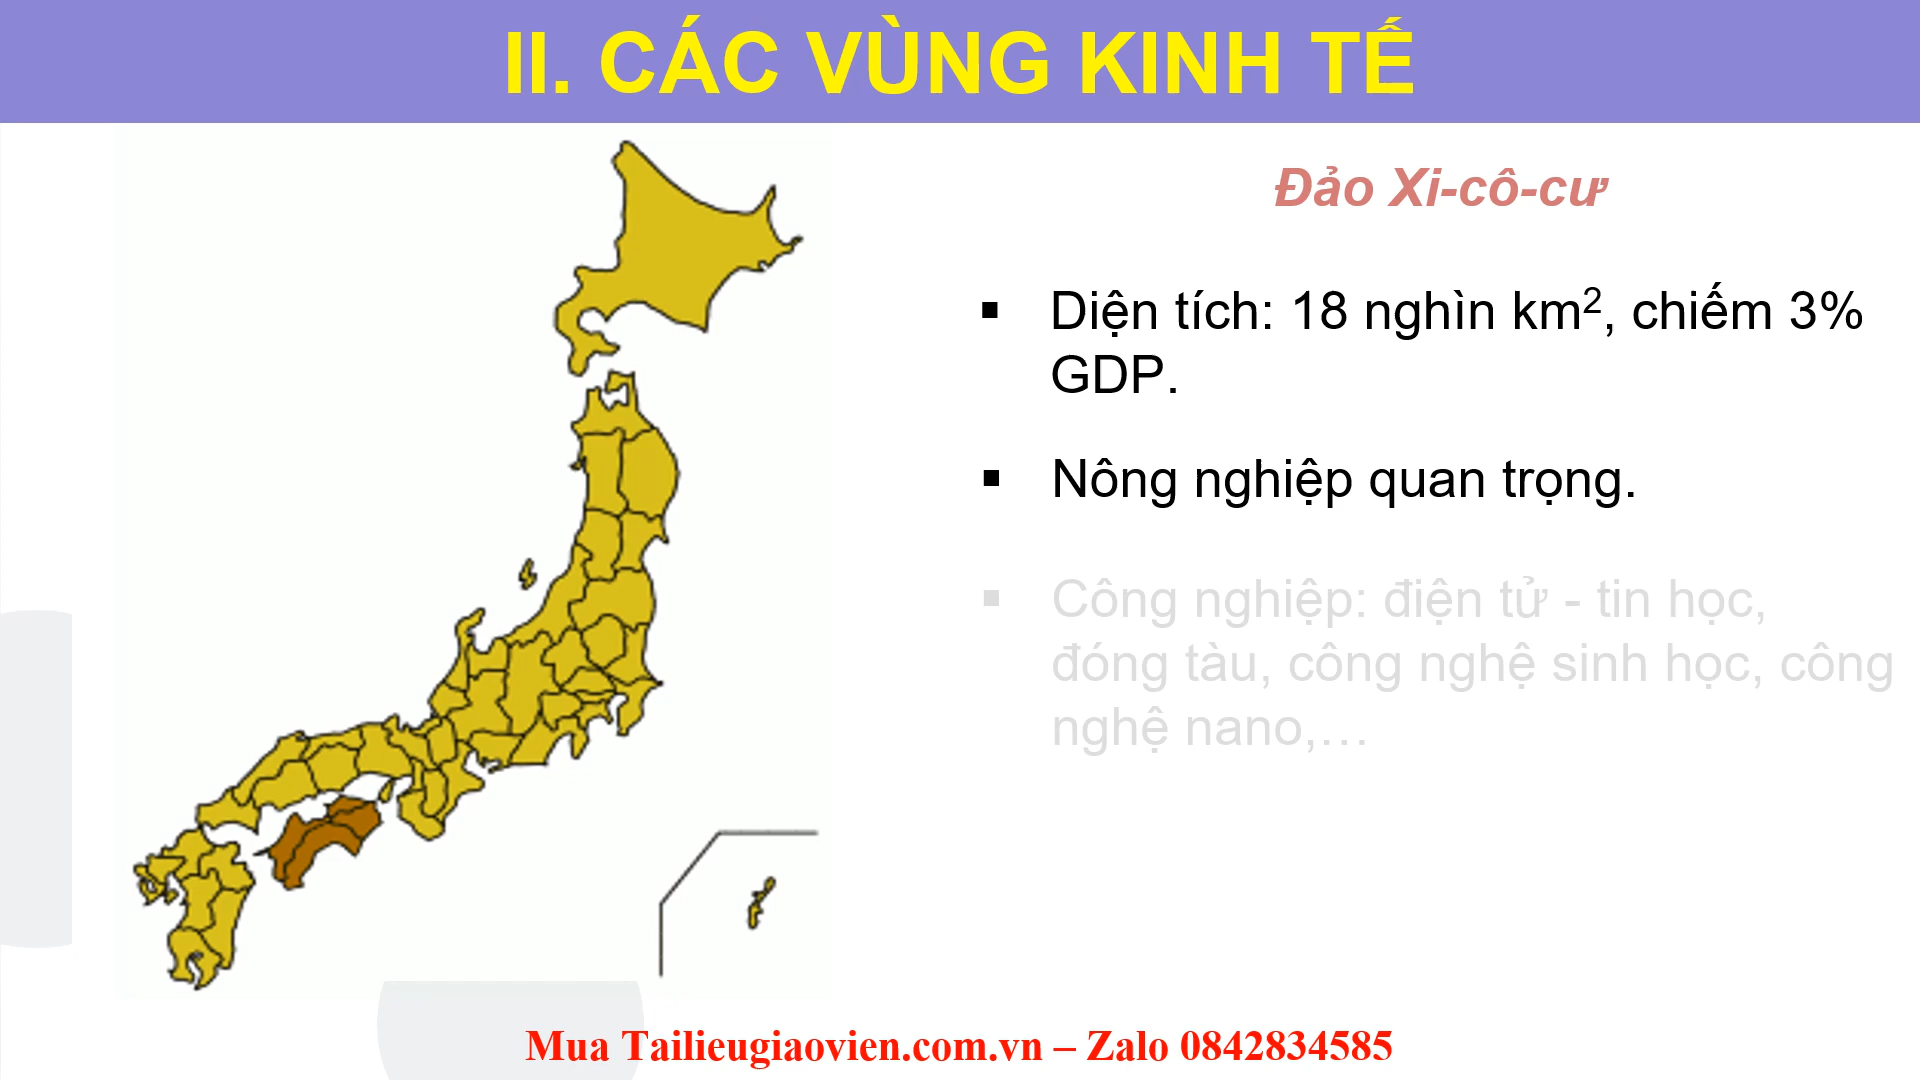 II. CÁC VÙNG KINH TẾ
Đảo Xi-cô-cư
▪ Diện tích: 18 nghìn km², chiếm 3%
GDP.
▪ Nông nghiệp quan trọng.
▪ Công nghiệp: điện tử - tin học,
đóng tàu, công nghệ sinh học, công
nghệ nano,…
Mua Tailieugiaovien.com.vn – Zalo 0842834585